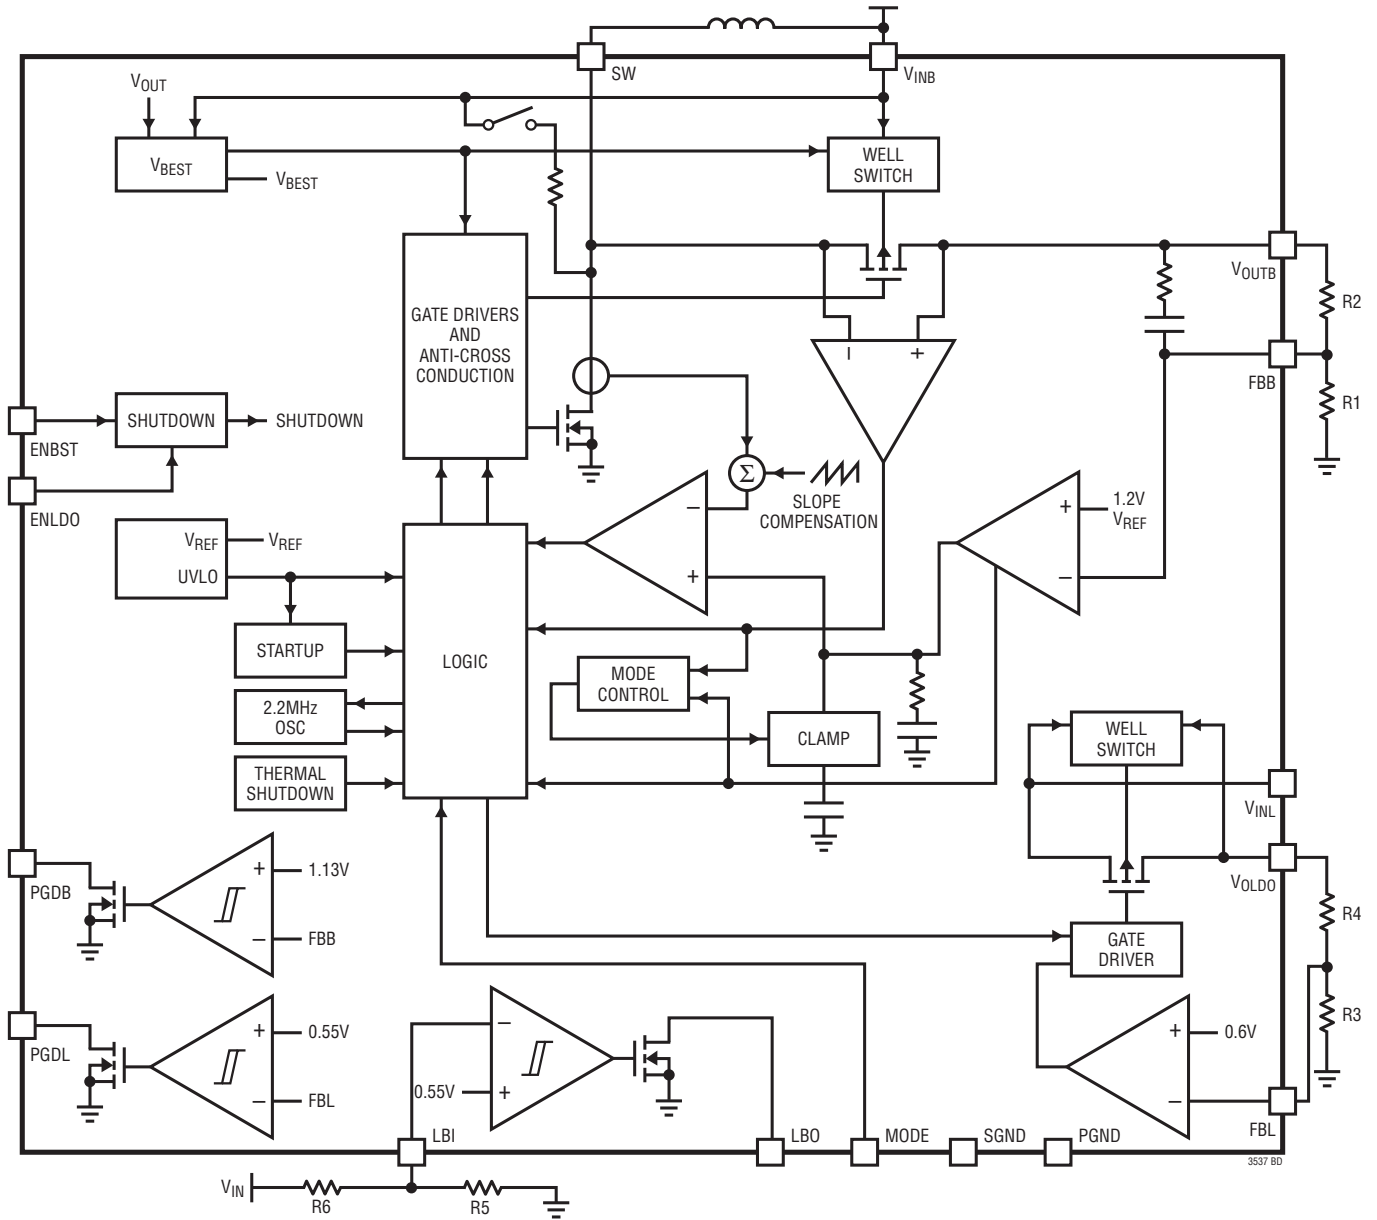 SW
VINB
VOUT
VBEST
VBEST
WELL
SWITCH
VOUTB
R2
GATE DRIVERS
AND
ANTI-CROSS
CONDUCTION
− +
FBB
R1
ENBST
SHUTDOWN
SHUTDOWN
ENLDO
Σ
SLOPE
COMPENSATION
−
+
+
1.2V
VREF
−
VREF
VREF
UVLO
STARTUP
LOGIC
MODE
CONTROL
2.2MHz
OSC
CLAMP
WELL
SWITCH
THERMAL
SHUTDOWN
VINL
VOLDO
PGDB
+
1.13V
−
FBB
R4
GATE
DRIVER
PGDL
+
0.55V
−
FBL
−
0.55V
+
+
0.6V
−
R3
FBL
LBI
LBO
MODE
SGND
PGND
3537 BD
VIN
R6
R5